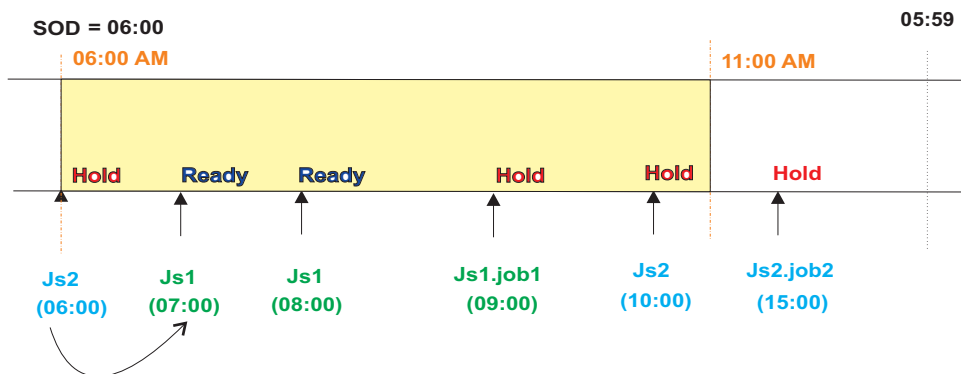 SOD = 06:00
05:59
06:00 AM
11:00 AM
Hold
Ready
Ready
Hold
Hold
Hold
Js2
(06:00)
Js1
(07:00)
Js1
(08:00)
Js1.job1
(09:00)
Js2
(10:00)
Js2.job2
(15:00)